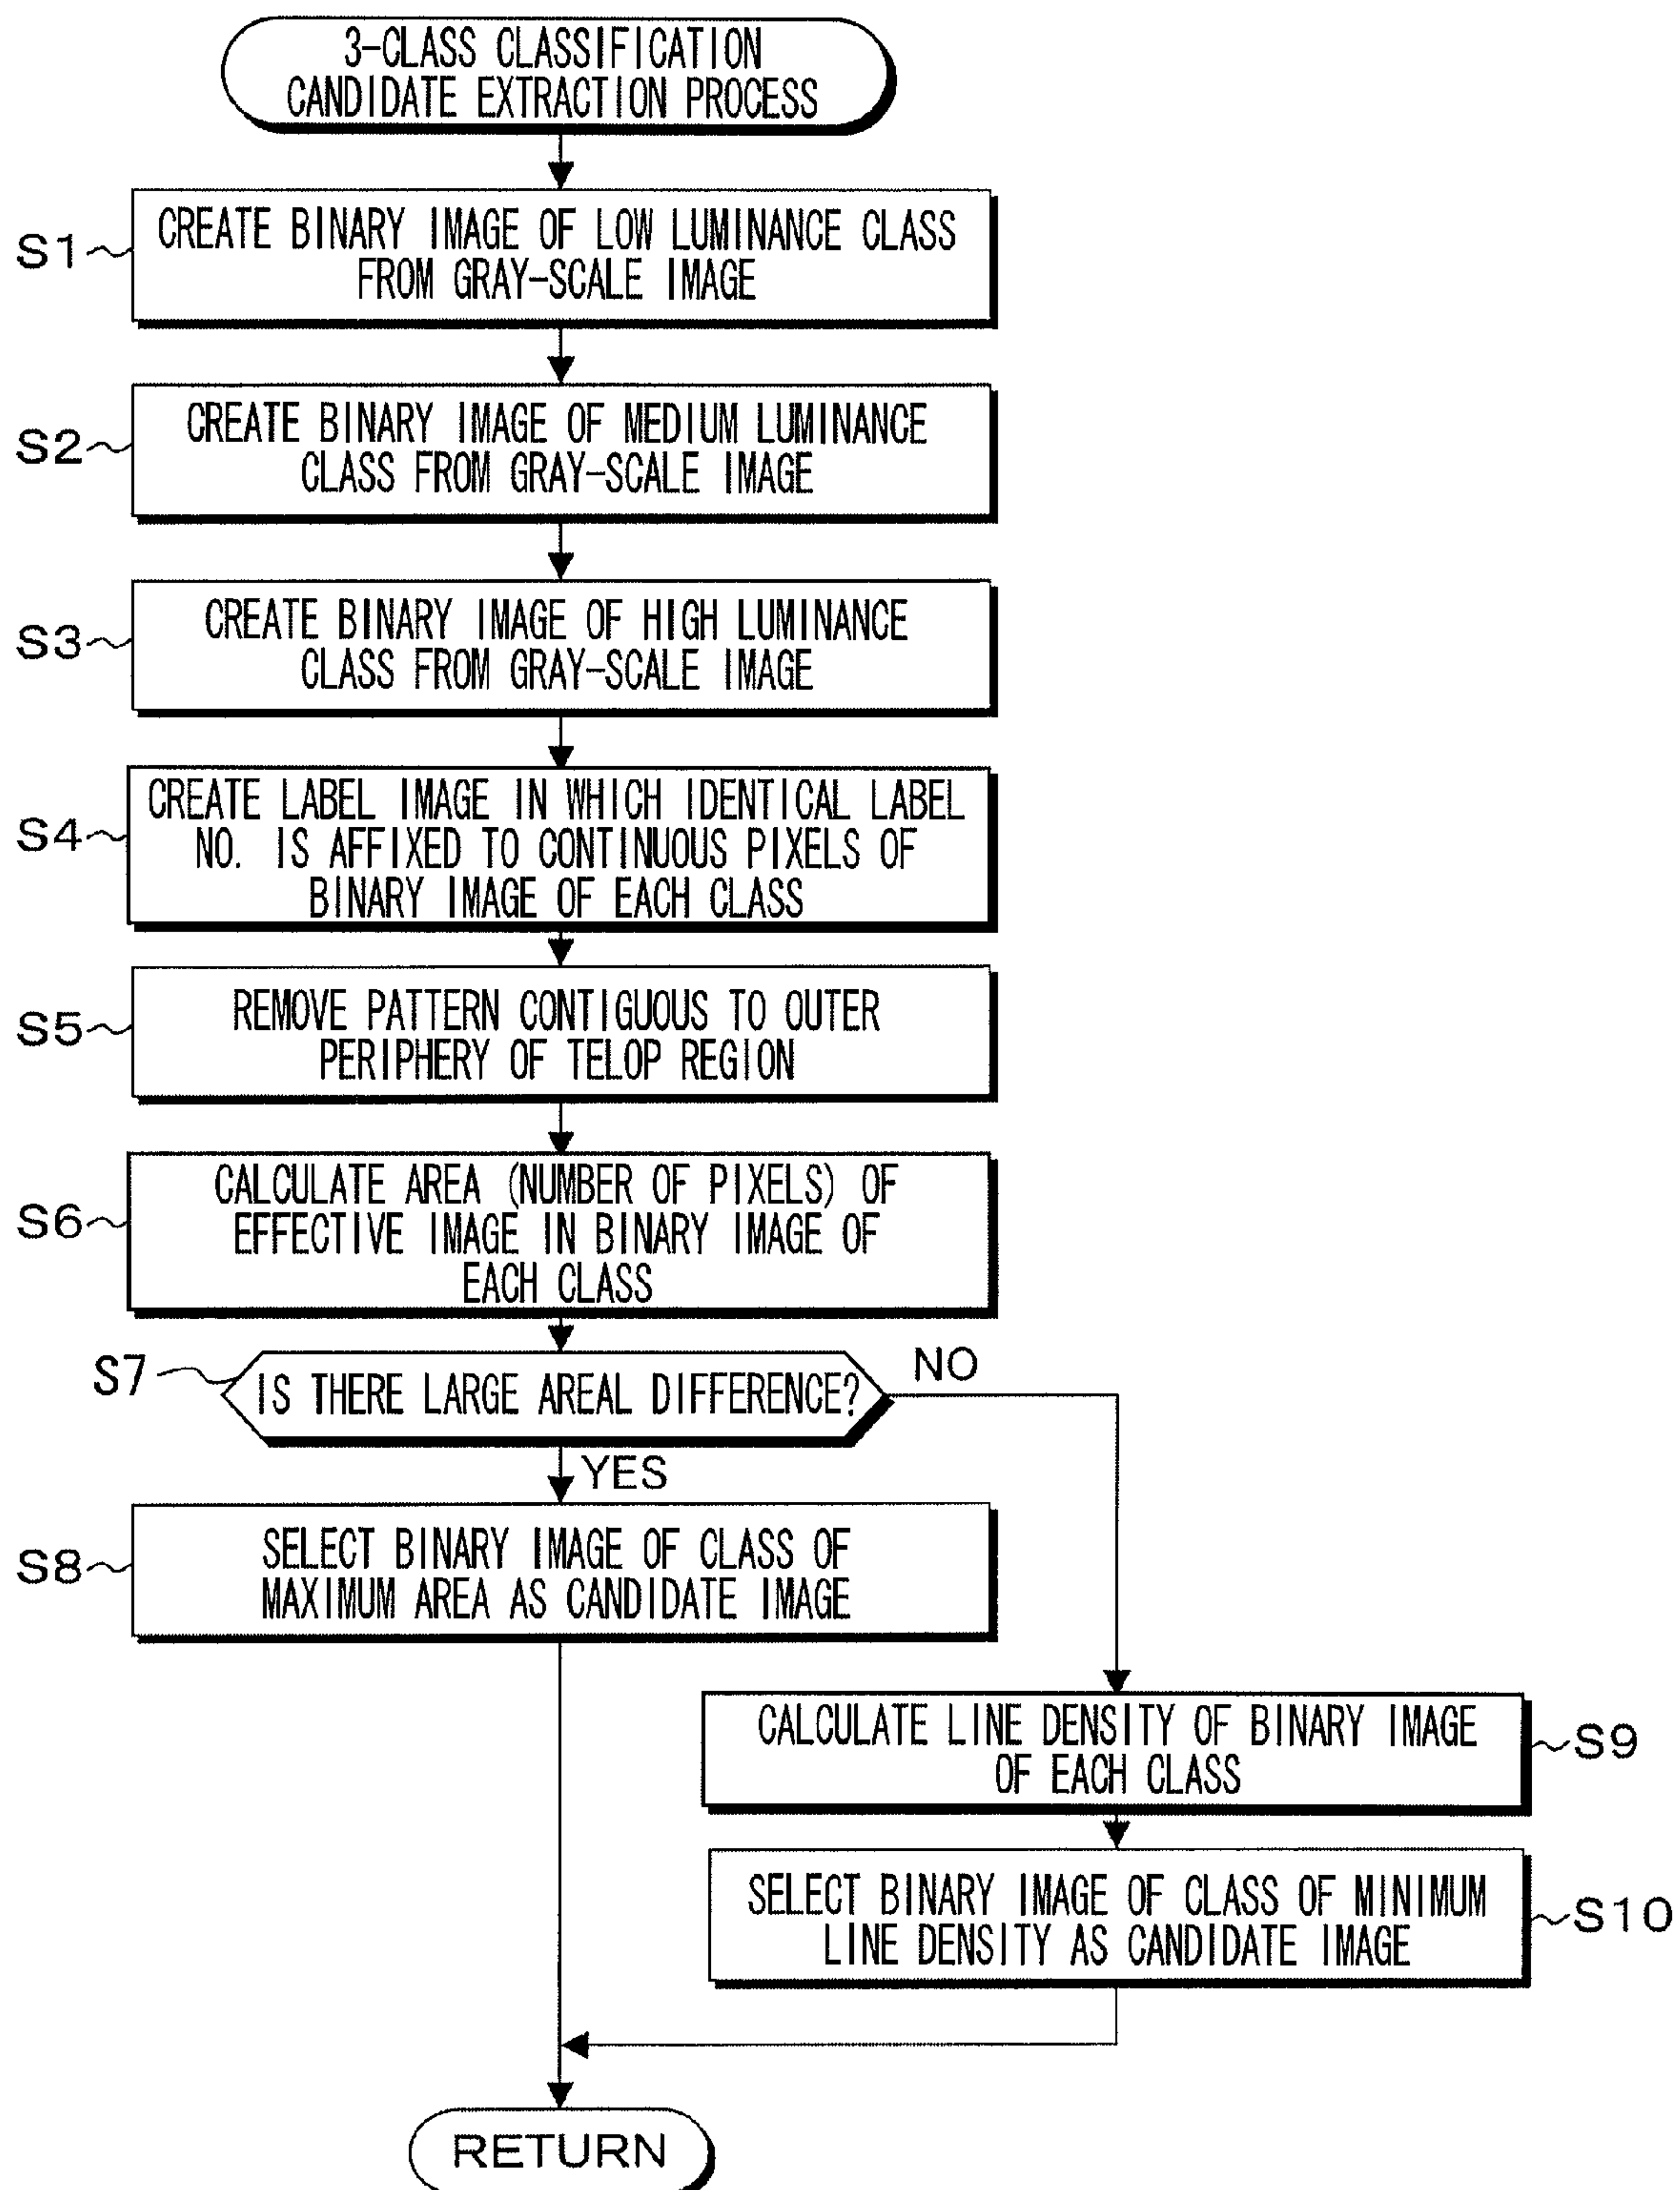 3-CLASS CLASSIFICATION
CANDIDATE EXTRACTION PROCESS
S1
CREATE BINARY IMAGE OF LOW LUMINANCE CLASS
FROM GRAY-SCALE IMAGE
S2
CREATE BINARY IMAGE OF MEDIUM LUMINANCE
CLASS FROM GRAY-SCALE IMAGE
S3
CREATE BINARY IMAGE OF HIGH LUMINANCE
CLASS FROM GRAY-SCALE IMAGE
S4
CREATE LABEL IMAGE IN WHICH IDENTICAL LABEL
NO. IS AFFIXED TO CONTINUOUS PIXELS OF
BINARY IMAGE OF EACH CLASS
S5
REMOVE PATTERN CONTIGUOUS TO OUTER
PERIPHERY OF TELOP REGION
S6
CALCULATE AREA (NUMBER OF PIXELS) OF
EFFECTIVE IMAGE IN BINARY IMAGE OF
EACH CLASS
S7
IS THERE LARGE AREAL DIFFERENCE?
NO
YES
S8
SELECT BINARY IMAGE OF CLASS OF
MAXIMUM AREA AS CANDIDATE IMAGE
CALCULATE LINE DENSITY OF BINARY IMAGE
OF EACH CLASS
S9
SELECT BINARY IMAGE OF CLASS OF MINIMUM
LINE DENSITY AS CANDIDATE IMAGE
S10
RETURN